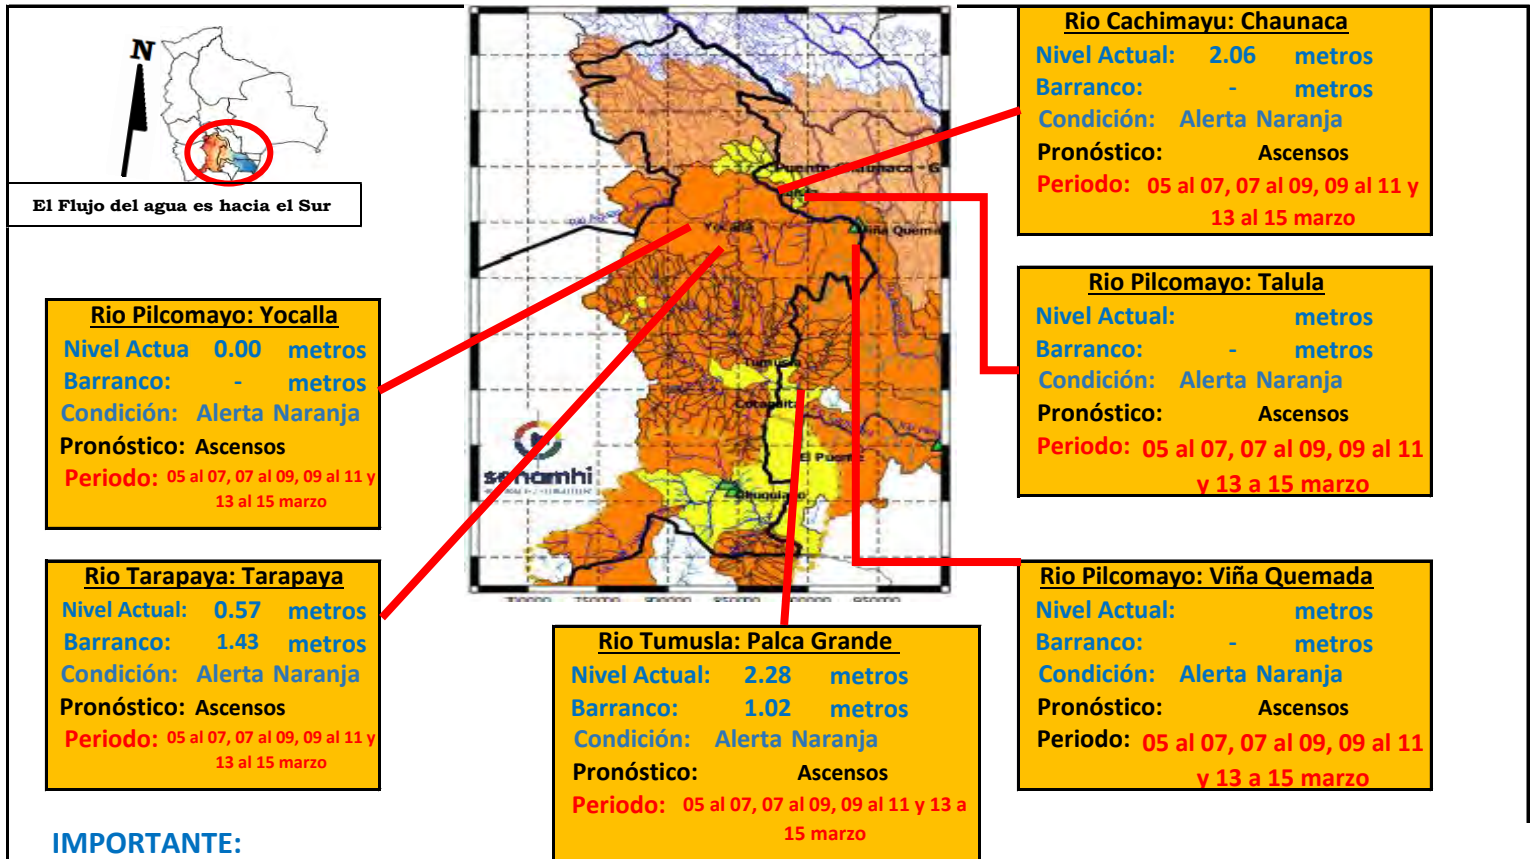 N
El Flujo del agua es hacia el Sur
Rio Pilcomayo: Yocalla
Nivel Actua 0.00 metros
Barranco: - metros
Condición: Alerta Naranja
Pronóstico: Ascensos
Periodo: 05 al 07, 07 al 09, 09 al 11 y
13 al 15 marzo
Rio Tarapaya: Tarapaya
Nivel Actual: 0.57 metros
Barranco: 1.43 metros
Condición: Alerta Naranja
Pronóstico: Ascensos
Periodo: 05 al 07, 07 al 09, 09 al 11 y
13 al 15 marzo
IMPORTANTE:
Yocalla
Viña Quema
Tumusla
Cotagaita
El Puente
Chuquiago
senamhi
Rio Tumusla: Palca Grande
Nivel Actual: 2.28 metros
Barranco: 1.02 metros
Condición: Alerta Naranja
Pronóstico: Ascensos
Periodo: 05 al 07, 07 al 09, 09 al 11 y 13 a
15 marzo
Rio Cachimayu: Chaunaca
Nivel Actual: 2.06 metros
Barranco: - metros
Condición: Alerta Naranja
Pronóstico: Ascensos
Periodo: 05 al 07, 07 al 09, 09 al 11 y
13 al 15 marzo
Rio Pilcomayo: Talula
Nivel Actual: metros
Barranco: - metros
Condición: Alerta Naranja
Pronóstico: Ascensos
Periodo: 05 al 07, 07 al 09, 09 al 11
y 13 a 15 marzo
Rio Pilcomayo: Viña Quemada
Nivel Actual: metros
Barranco: - metros
Condición: Alerta Naranja
Pronóstico: Ascensos
Periodo: 05 al 07, 07 al 09, 09 al 11
y 13 a 15 marzo